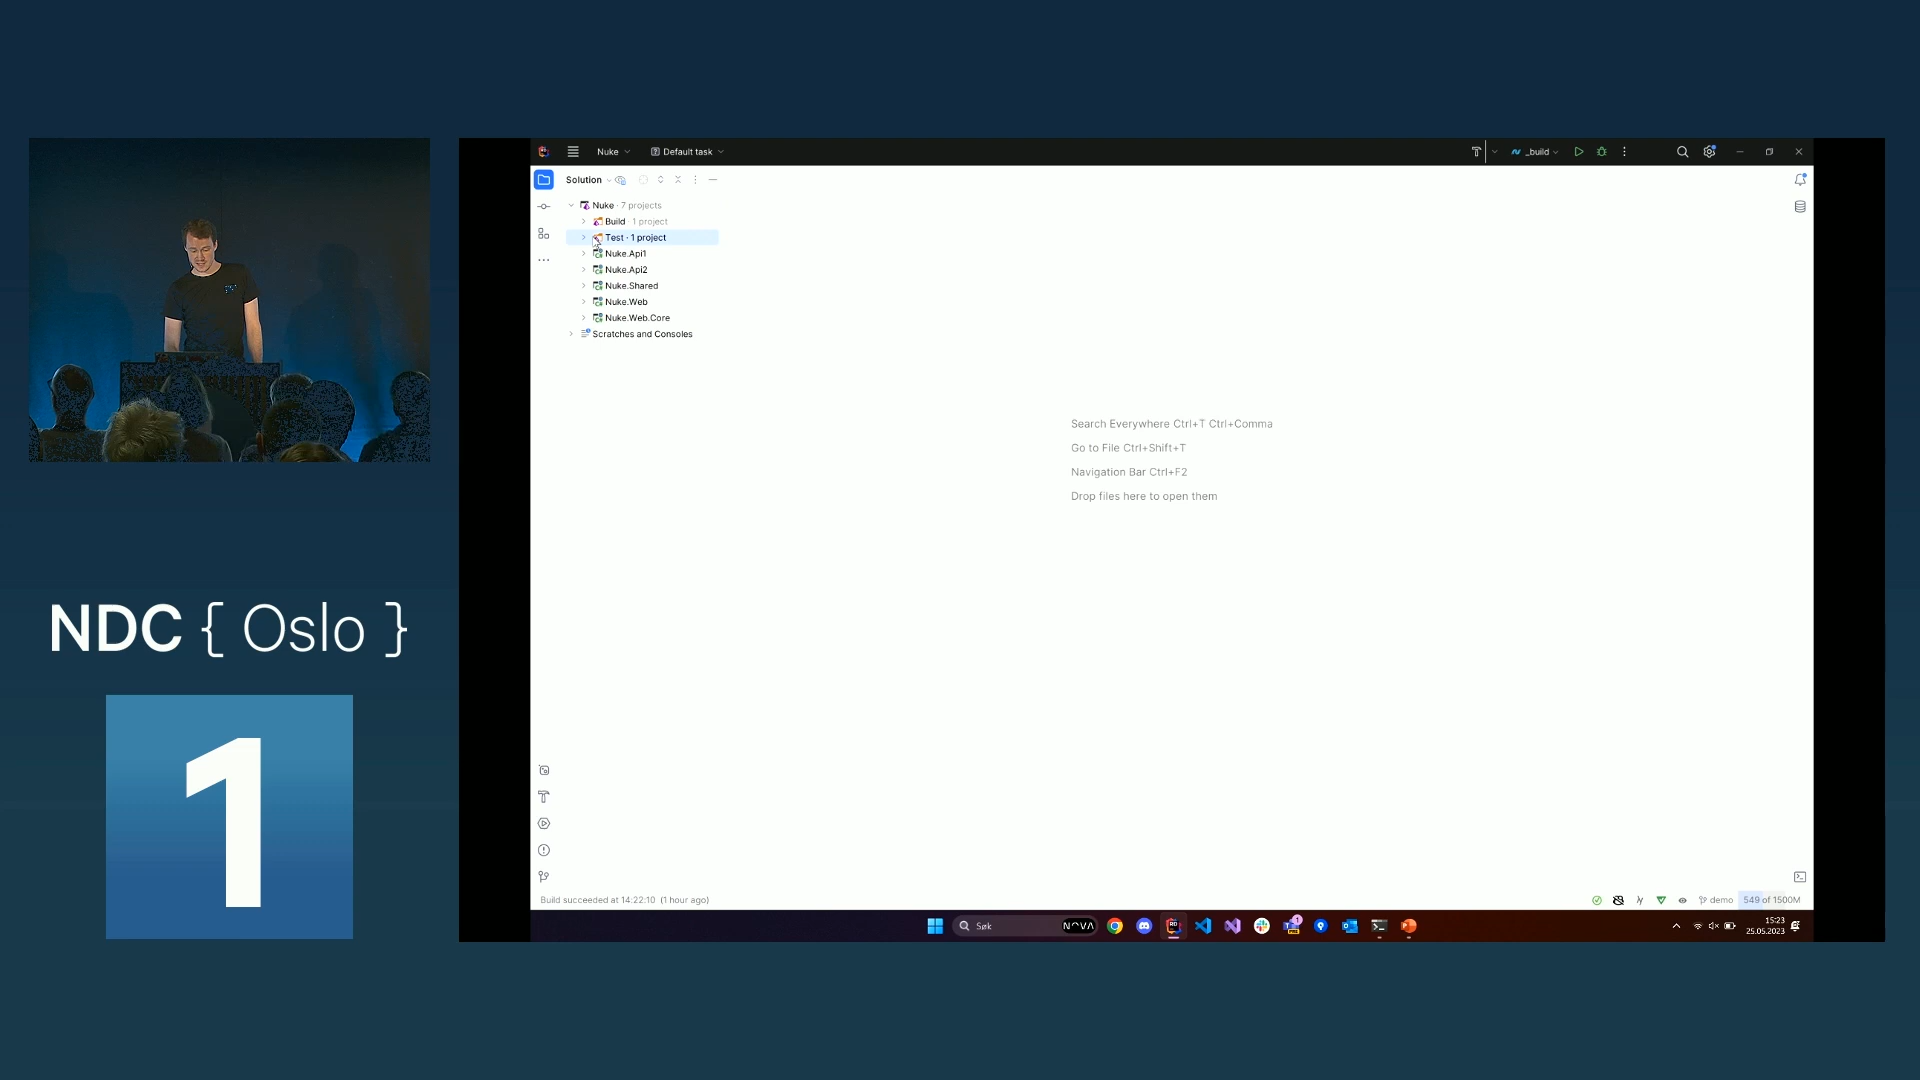 Nuke
Default task
_build
Solution
Nuke · 7 projects
Build · 1 project
Test · 1 project
Nuke.Api1
Nuke.Api2
Nuke.Shared
Nuke.Web
Nuke.Web.Core
Scratches and Consoles
Search Everywhere Ctrl+T Ctrl+Comma
Go to File Ctrl+Shift+T
Navigation Bar Ctrl+F2
Drop files here to open them
NDC { Oslo }
1
Build succeeded at 14:22:10 (1 hour ago)
demo
549 of 1500M
Søk
NOVA
1
15:23
25.05.2023